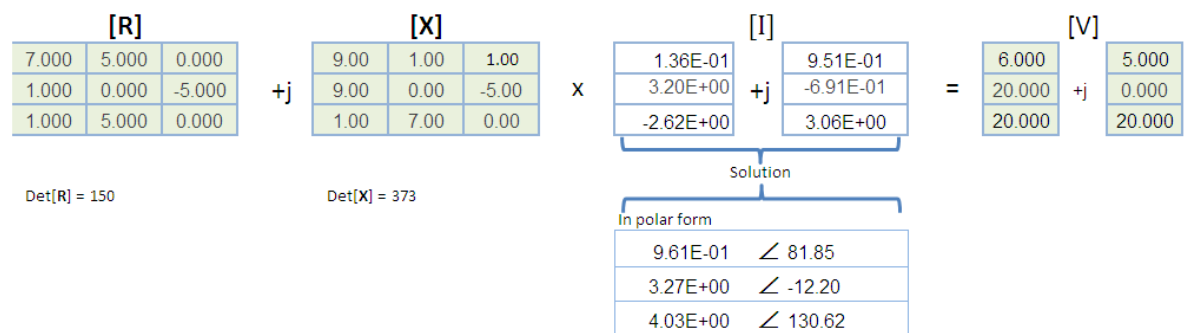 [R] [X] [I] [V]
7.000 5.000 0.000 9.00 1.00 1.00 1.36E-01 9.51E-01 6.000 5.000
1.000 0.000 -5.000 +j 9.00 0.00 -5.00 x 3.20E+00 +j -6.91E-01 = 20.000 +j 0.000
1.000 5.000 0.000 1.00 7.00 0.00 -2.62E+00 3.06E+00 20.000 20.000
Solution
Det[R] = 150 Det[X] = 373
In polar form
9.61E-01 ∠ 81.85
3.27E+00 ∠ -12.20
4.03E+00 ∠ 130.62